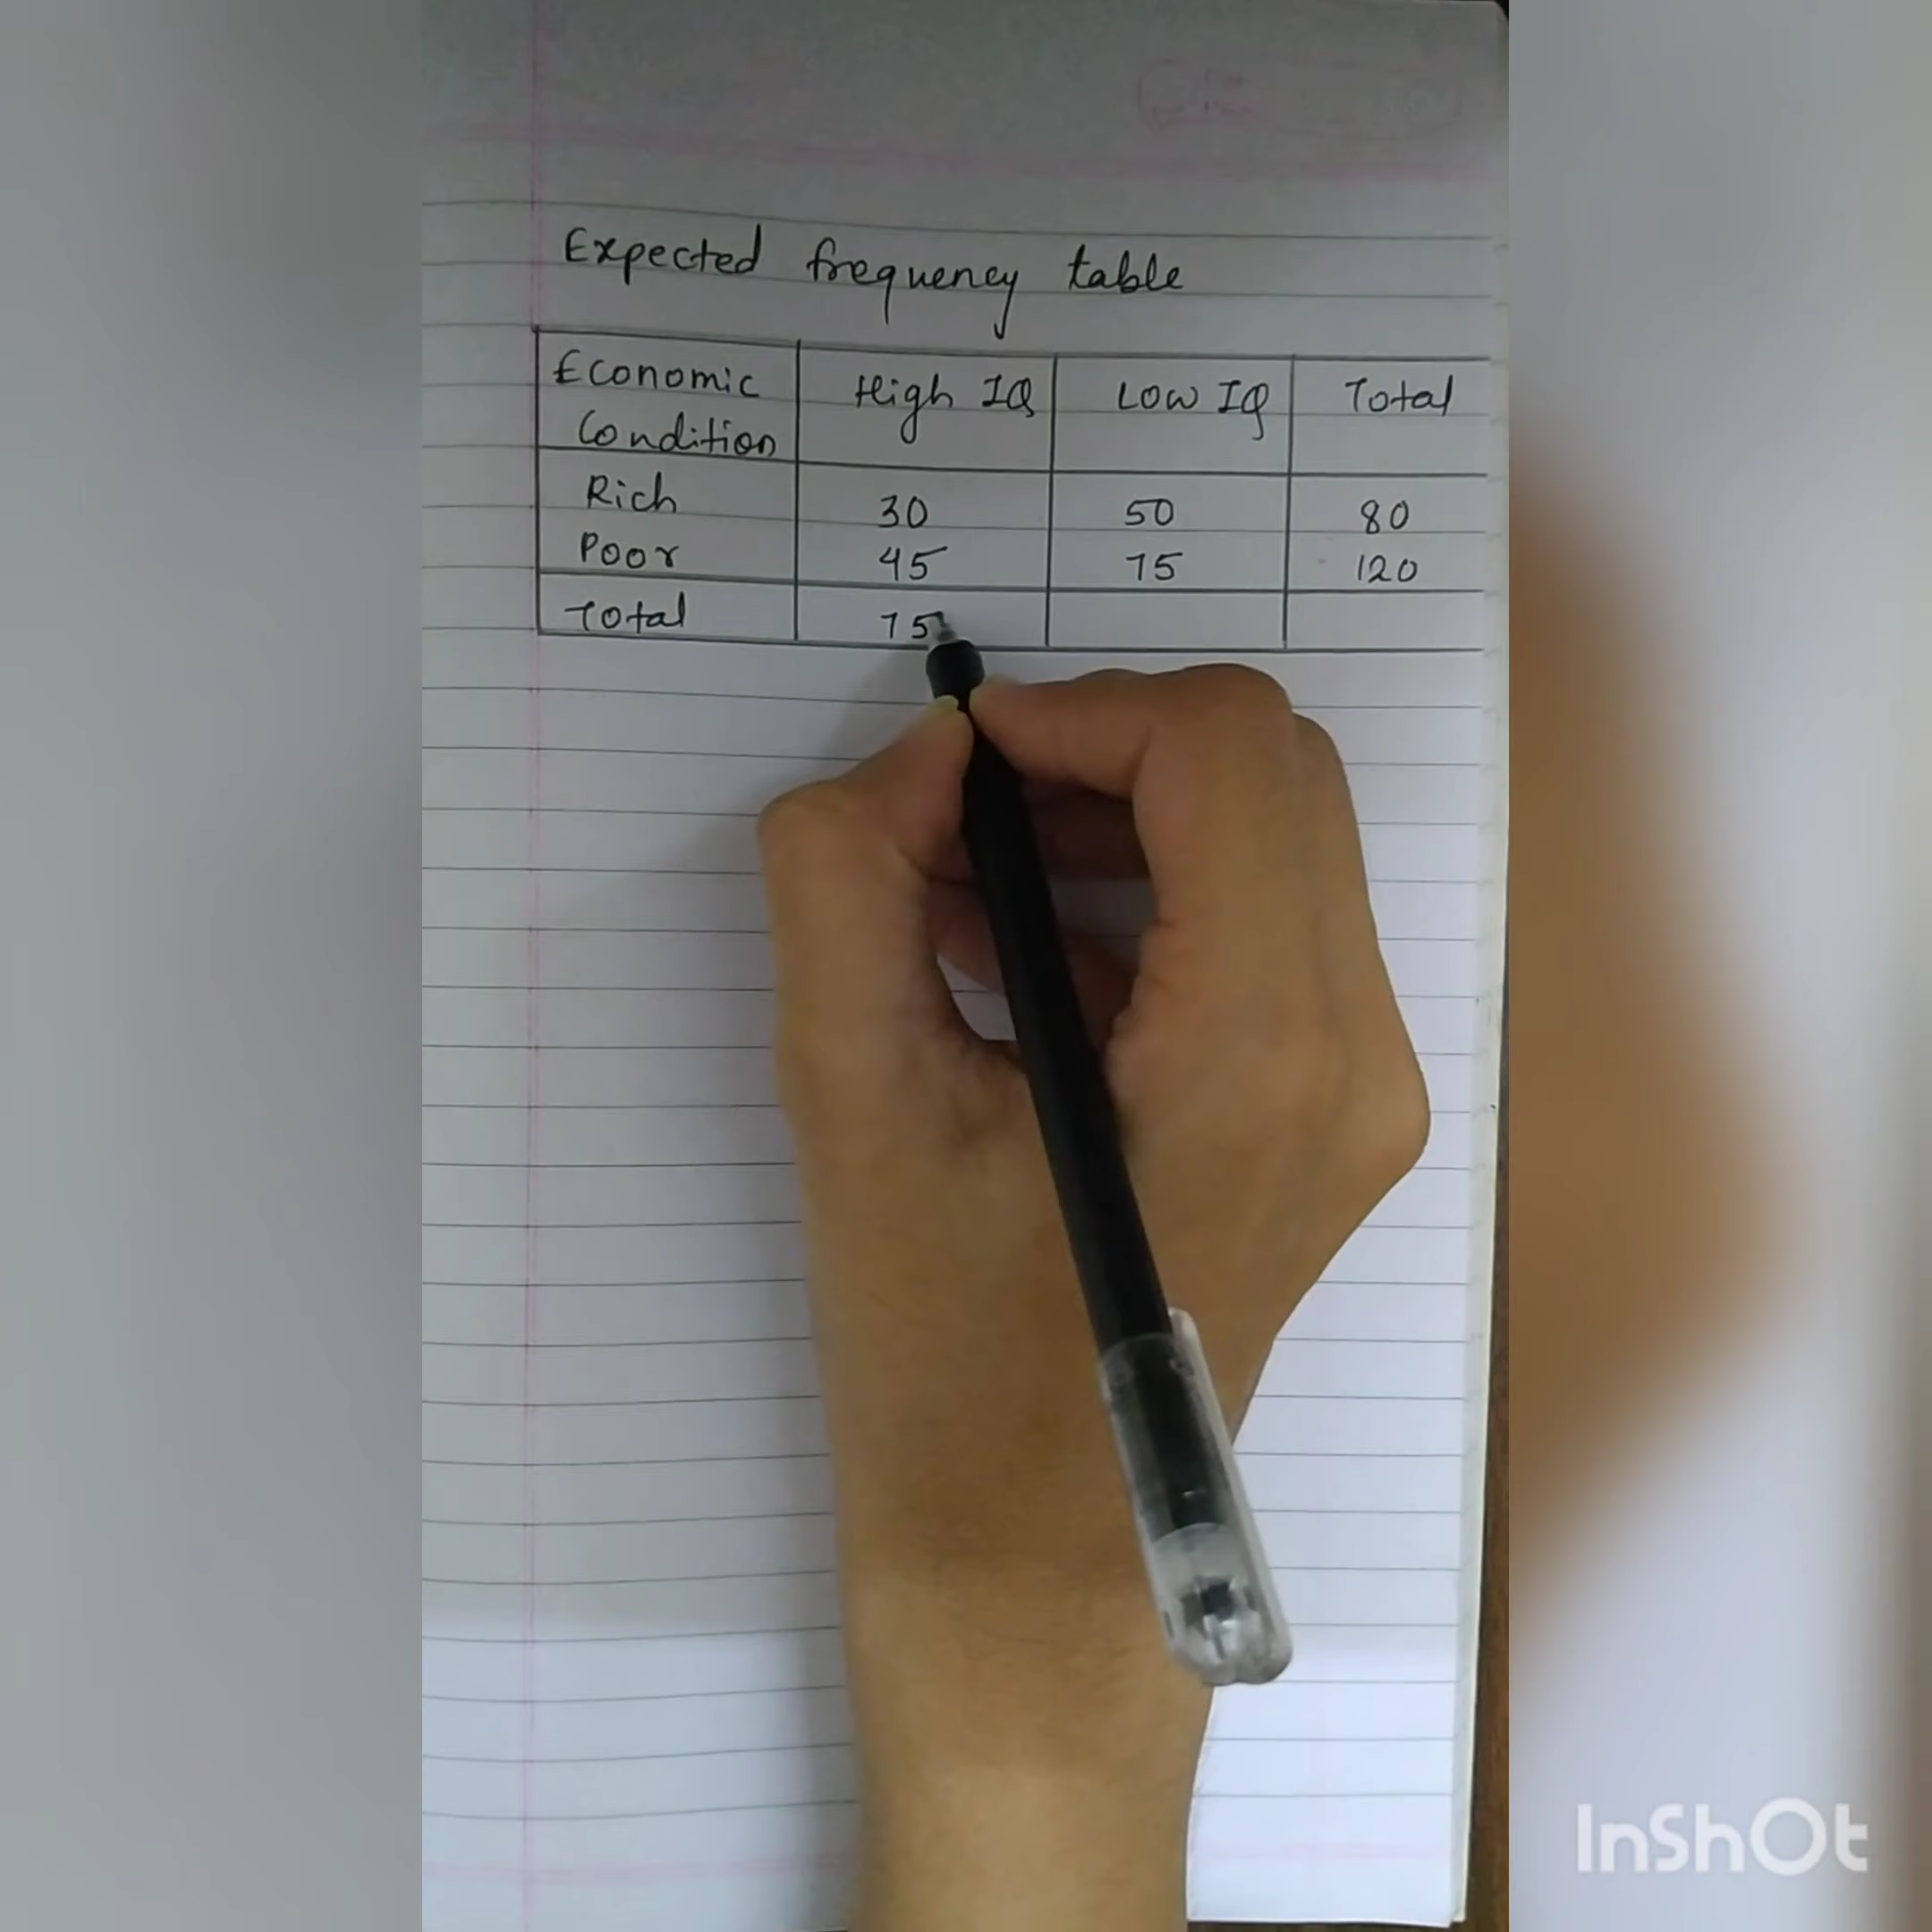 Expected frequency table
Economic Condition High IQ Low IQ Total
Rich 30 50 80
Poor 45 75 120
Total 75
InShOt